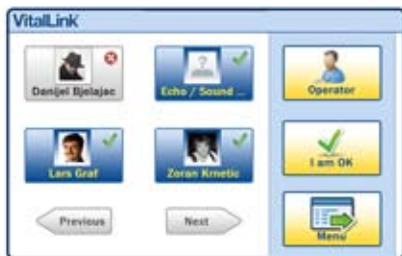 VitalLink
Danijel Bjelajac
Echo / Sound ...
Operator
Lars Graf
Zoran Krnetic
I am OK
Previous
Next
Menu